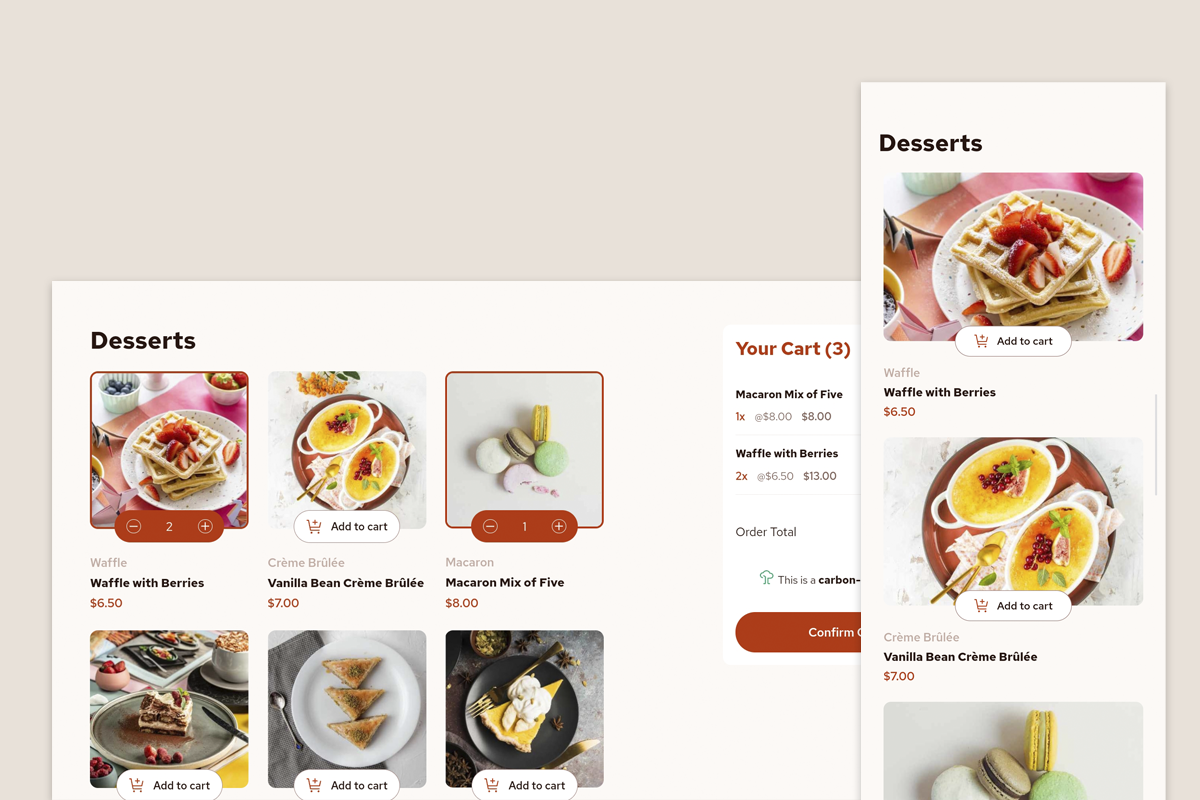 Desserts
2
Add to cart
1
Waffle
Crème Brûlée
Macaron
Waffle with Berries
Vanilla Bean Crème Brûlée
Macaron Mix of Five
$6.50
$7.00
$8.00
Add to cart
Add to cart
Add to cart
Your Cart (3)
Macaron Mix of Five
1x @$8.00 $8.00
Waffle with Berries
2x @$6.50 $13.00
Order Total
This is a carbon-
Confirm
Desserts
Add to cart
Waffle
Waffle with Berries
$6.50
Add to cart
Crème Brûlée
Vanilla Bean Crème Brûlée
$7.00